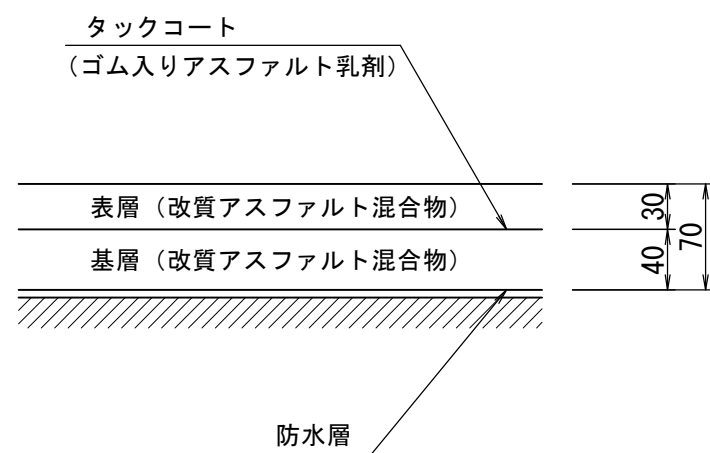 タックコート
（ゴム入りアスファルト乳剤）
表層（改質アスファルト混合物）
30
基層（改質アスファルト混合物）
40
70
防水層